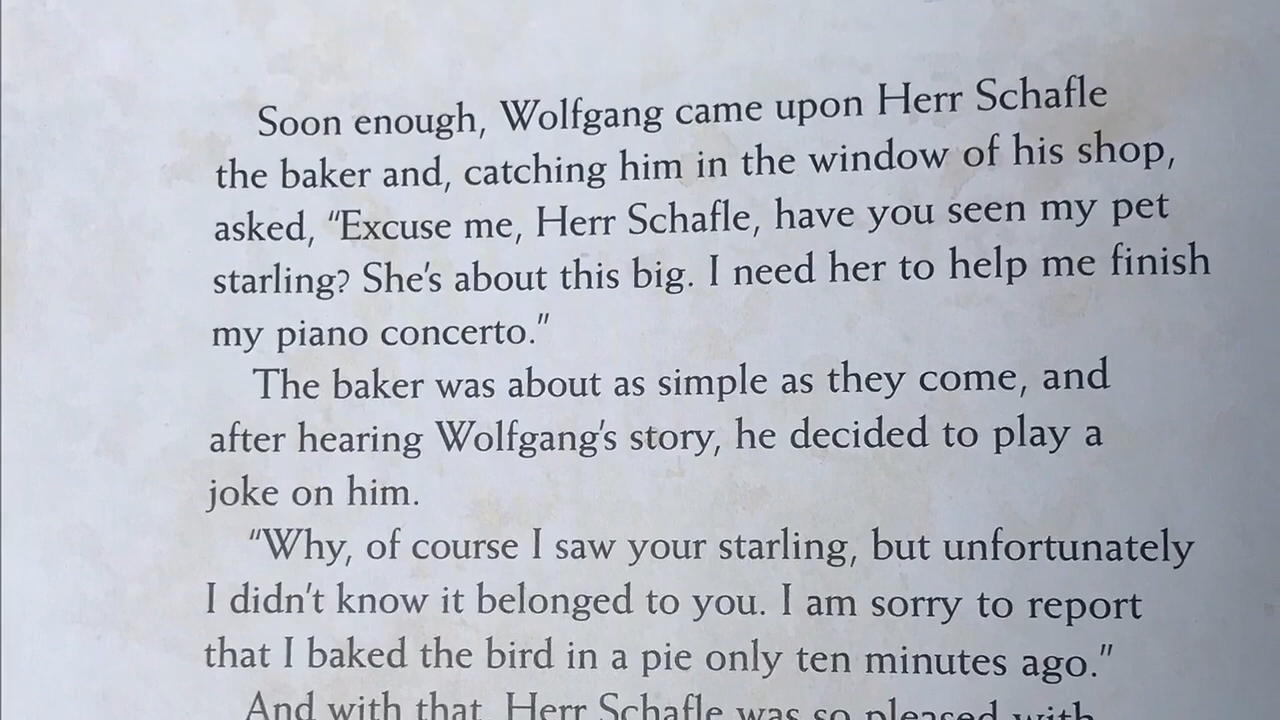 Soon enough, Wolfgang came upon Herr Schafle
the baker and, catching him in the window of his shop,
asked, "Excuse me, Herr Schafle, have you seen my pet
starling? She's about this big. I need her to help me finish
my piano concerto."
The baker was about as simple as they come, and
after hearing Wolfgang's story, he decided to play a
joke on him.
"Why, of course I saw your starling, but unfortunately
I didn't know it belonged to you. I am sorry to report
that I baked the bird in a pie only ten minutes ago."
And with that, Herr Schafle was so pleased with